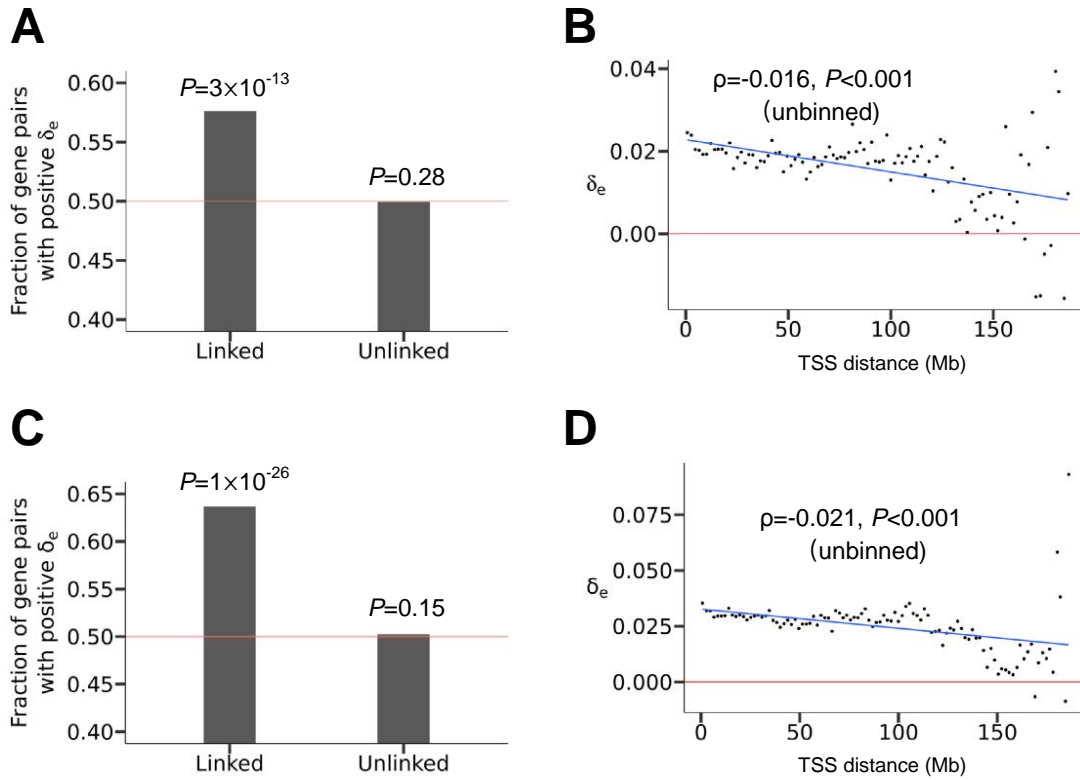 A
Fraction of gene pairs
with positive δe
0.60
0.55
0.50
0.45
0.40
P=3×10-13
P=0.28
Linked
Unlinked
B
δe
0.04
0.02
0.00
ρ=-0.016, P<0.001
(unbinned)
0
50
100
150
TSS distance (Mb)
C
Fraction of gene pairs
with positive δe
0.65
0.60
0.55
0.50
0.45
0.40
P=1×10-26
P=0.15
Linked
Unlinked
D
δe
0.075
0.050
0.025
0.000
ρ=-0.021, P<0.001
(unbinned)
0
50
100
150
TSS distance (Mb)